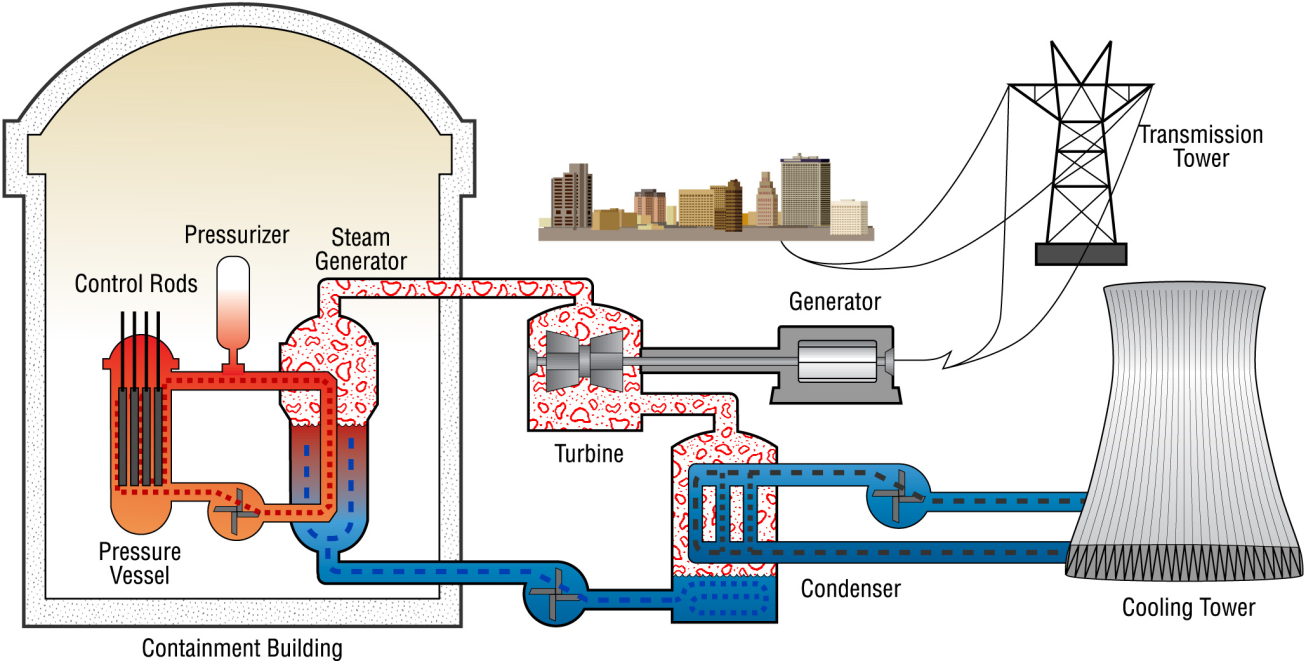 Transmission
Tower
Pressurizer
Steam
Generator
Control Rods
Generator
Turbine
Pressure
Vessel
Condenser
Cooling Tower
Containment Building